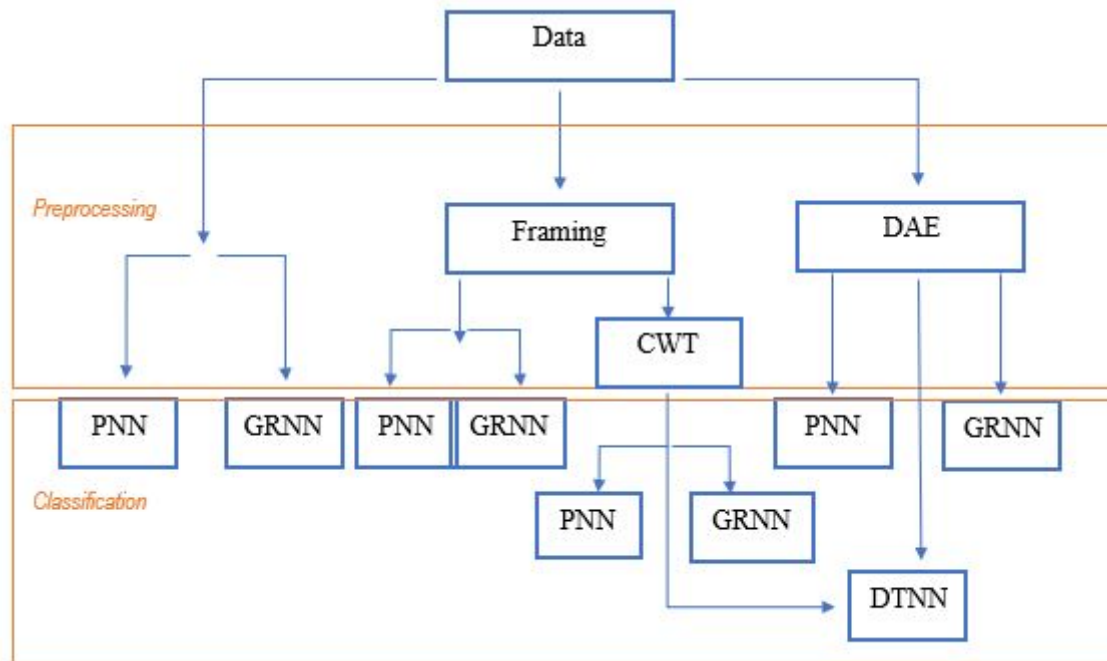 Data
Preprocessing
Framing
DAE
CWT
PNN
GRNN
PNN
GRNN
PNN
GRNN
Classification
PNN
GRNN
DTNN